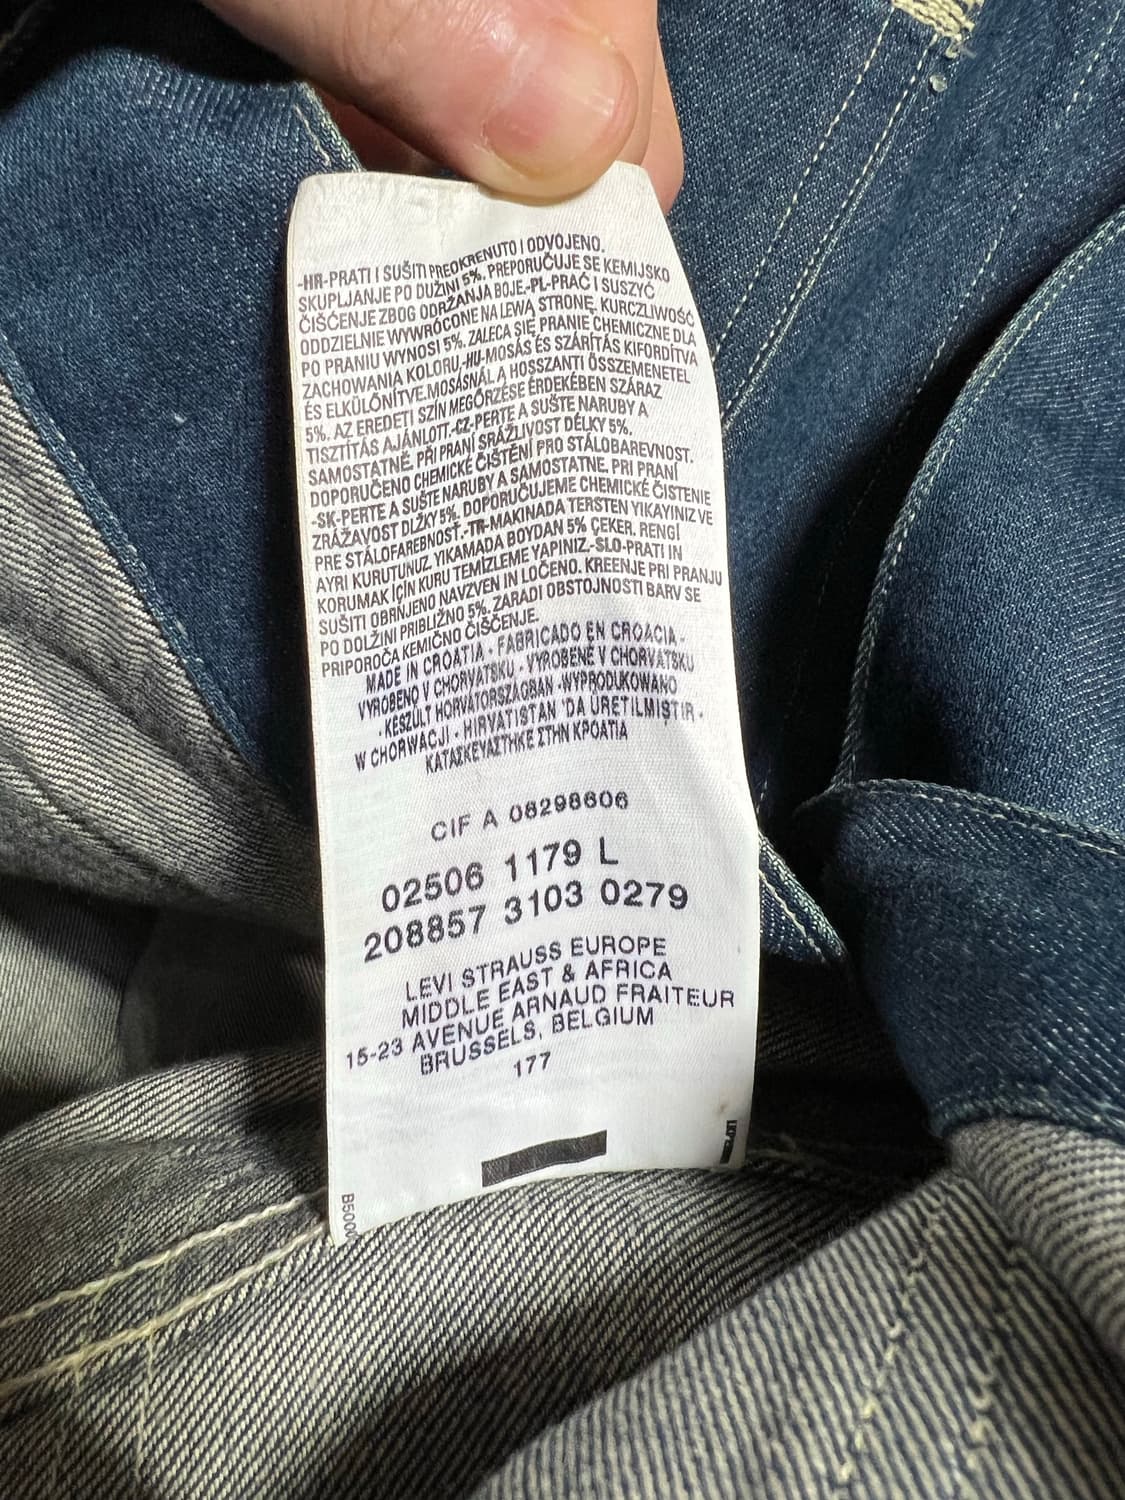 -HR-PRATI I SUŠITI PREOKRENUTO I ODVOJENO.
SKUPLJANJE PO DUŽINI 5%. PREPORUČUJE SE KEMIJSKO
ČIŠĆENJE ZBOG ODRŽANJA BOJE.-PL-PRAĆ I SUSZYĆ
ODDZIELNIE WYWRÓCONE NA LEWĄ STRONĘ. KURCZLIWOŚĆ
PO PRANIU WYNOSI 5%. ZALECA SIĘ PRANIE CHEMICZNE DLA
ZACHOWANIA KOLORU.-HU-MOSÁS ÉS SZÁRÍTÁS KIFORDÍTVA
ÉS ELKÜLÖNÍTVE.MOSÁSNÁL A HOSSZANTI ÖSSZEMENETEL
5%. AZ EREDETI SZÍN MEGŐRZÉSE ÉRDEKÉBEN SZÁRAZ
TISZTÍTÁS AJÁNLOTT.-CZ-PERTE A SUŠTE NARUBY A
SAMOSTATNĚ. PŘI PRANÍ SRÁŽLIVOST DÉLKY 5%.
DOPORUČENO CHEMICKÉ ČIŠTĚNÍ PRO STÁLOBAREVNOST.
-SK-PERTE A SUŠTE NARUBY A SAMOSTATNE. PRI PRANÍ
ZRÁŽAVOST DLŽKY 5%. DOPORUČUJEME CHEMICKÉ ČISTENIE
PRE STÁLOFAREBNOSŤ.-TR-MAKINADA TERSTEN YIKAYINIZ VE
AYRI KURUTUNUZ. YIKAMADA BOYDAN 5% ÇEKER. RENGİ
KORUMAK İÇİN KURU TEMİZLEME YAPINIZ.-SLO-PRATI IN
SUŠITI OBRNJENO NAVZVEN IN LOČENO. KREENJE PRI PRANJU
PO DOLŽINI PRIBLIŽNO 5%. ZARADI OBSTOJNOSTI BARV SE
PRIPOROČA KEMIČNO ČIŠČENJE.
MADE IN CROATIA - FABRICADO EN CROACIA -
VYROBENO V CHORVATSKU - VYROBENÉ V CHORVÁTSKU
- KESZÜLT HORVÁTORSZÁGBAN -WYPRODUKOWANO
W CHORWACJI - HIRVATISTAN 'DA ÜRETILMISTIR -
ΚΑΤΑΣΚΕΥΑΣΤΗΚΕ ΣΤΗΝ ΚΡΟΑΤΙΑ
CIF A 08298606
02506 1179 L
208857 3103 0279
LEVI STRAUSS EUROPE
MIDDLE EAST & AFRICA
15-23 AVENUE ARNAUD FRAITEUR
BRUSSELS, BELGIUM
177